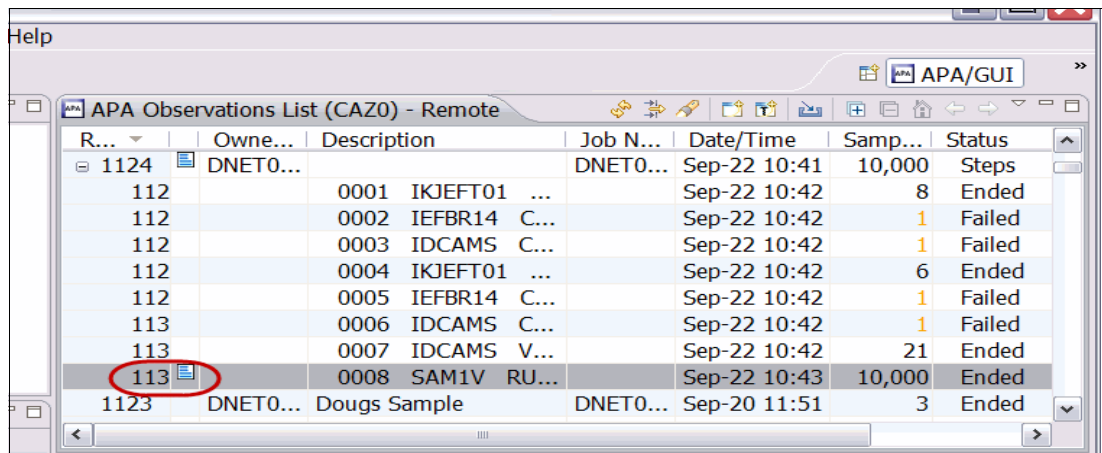 Help
APA APA/GUI »
APA APA Observations List (CAZ0) - Remote
R... Owne... Description Job N... Date/Time Samp... Status
1124 DNET0... DNET0... Sep-22 10:41 10,000 Steps
112 0001 IKJEFT01 ... Sep-22 10:42 8 Ended
112 0002 IEFBR14 C... Sep-22 10:42 1 Failed
112 0003 IDCAMS C... Sep-22 10:42 1 Failed
112 0004 IKJEFT01 ... Sep-22 10:42 6 Ended
112 0005 IEFBR14 C... Sep-22 10:42 1 Failed
113 0006 IDCAMS C... Sep-22 10:42 1 Failed
113 0007 IDCAMS V... Sep-22 10:42 21 Ended
113 0008 SAM1V RU... Sep-22 10:43 10,000 Ended
1123 DNET0... Dougs Sample DNET0... Sep-20 11:51 3 Ended